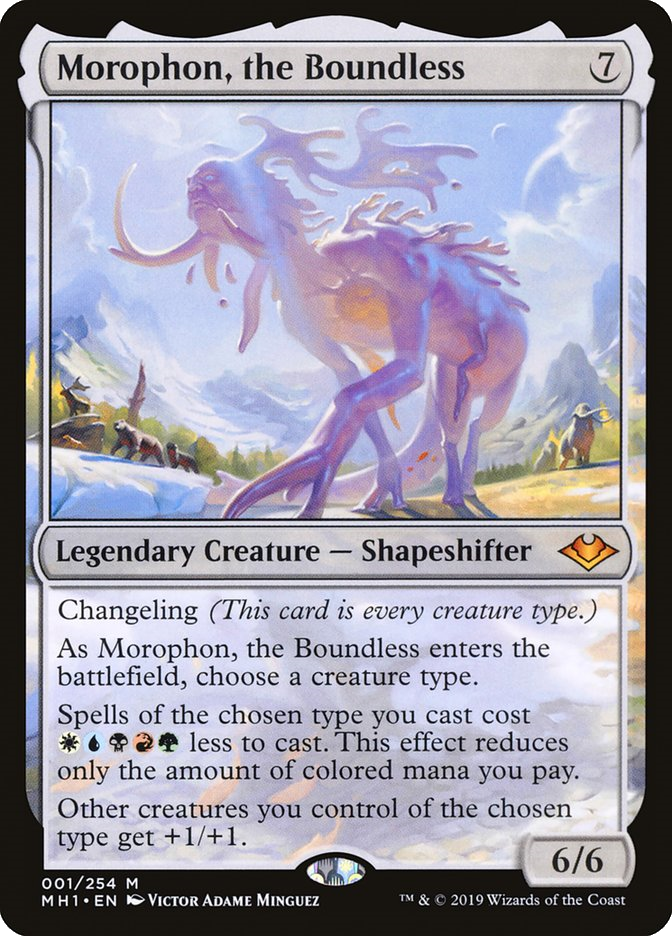 Morophon, the Boundless 7
Legendary Creature — Shapeshifter
Changeling (This card is every creature type.)
As Morophon, the Boundless enters the
battlefield, choose a creature type.
Spells of the chosen type you cast cost
less to cast. This effect reduces
only the amount of colored mana you pay.
Other creatures you control of the chosen
type get +1/+1.
6/6
001/254 M
MH1 • EN Victor Adame Minguez
™ & © 2019 Wizards of the Coast